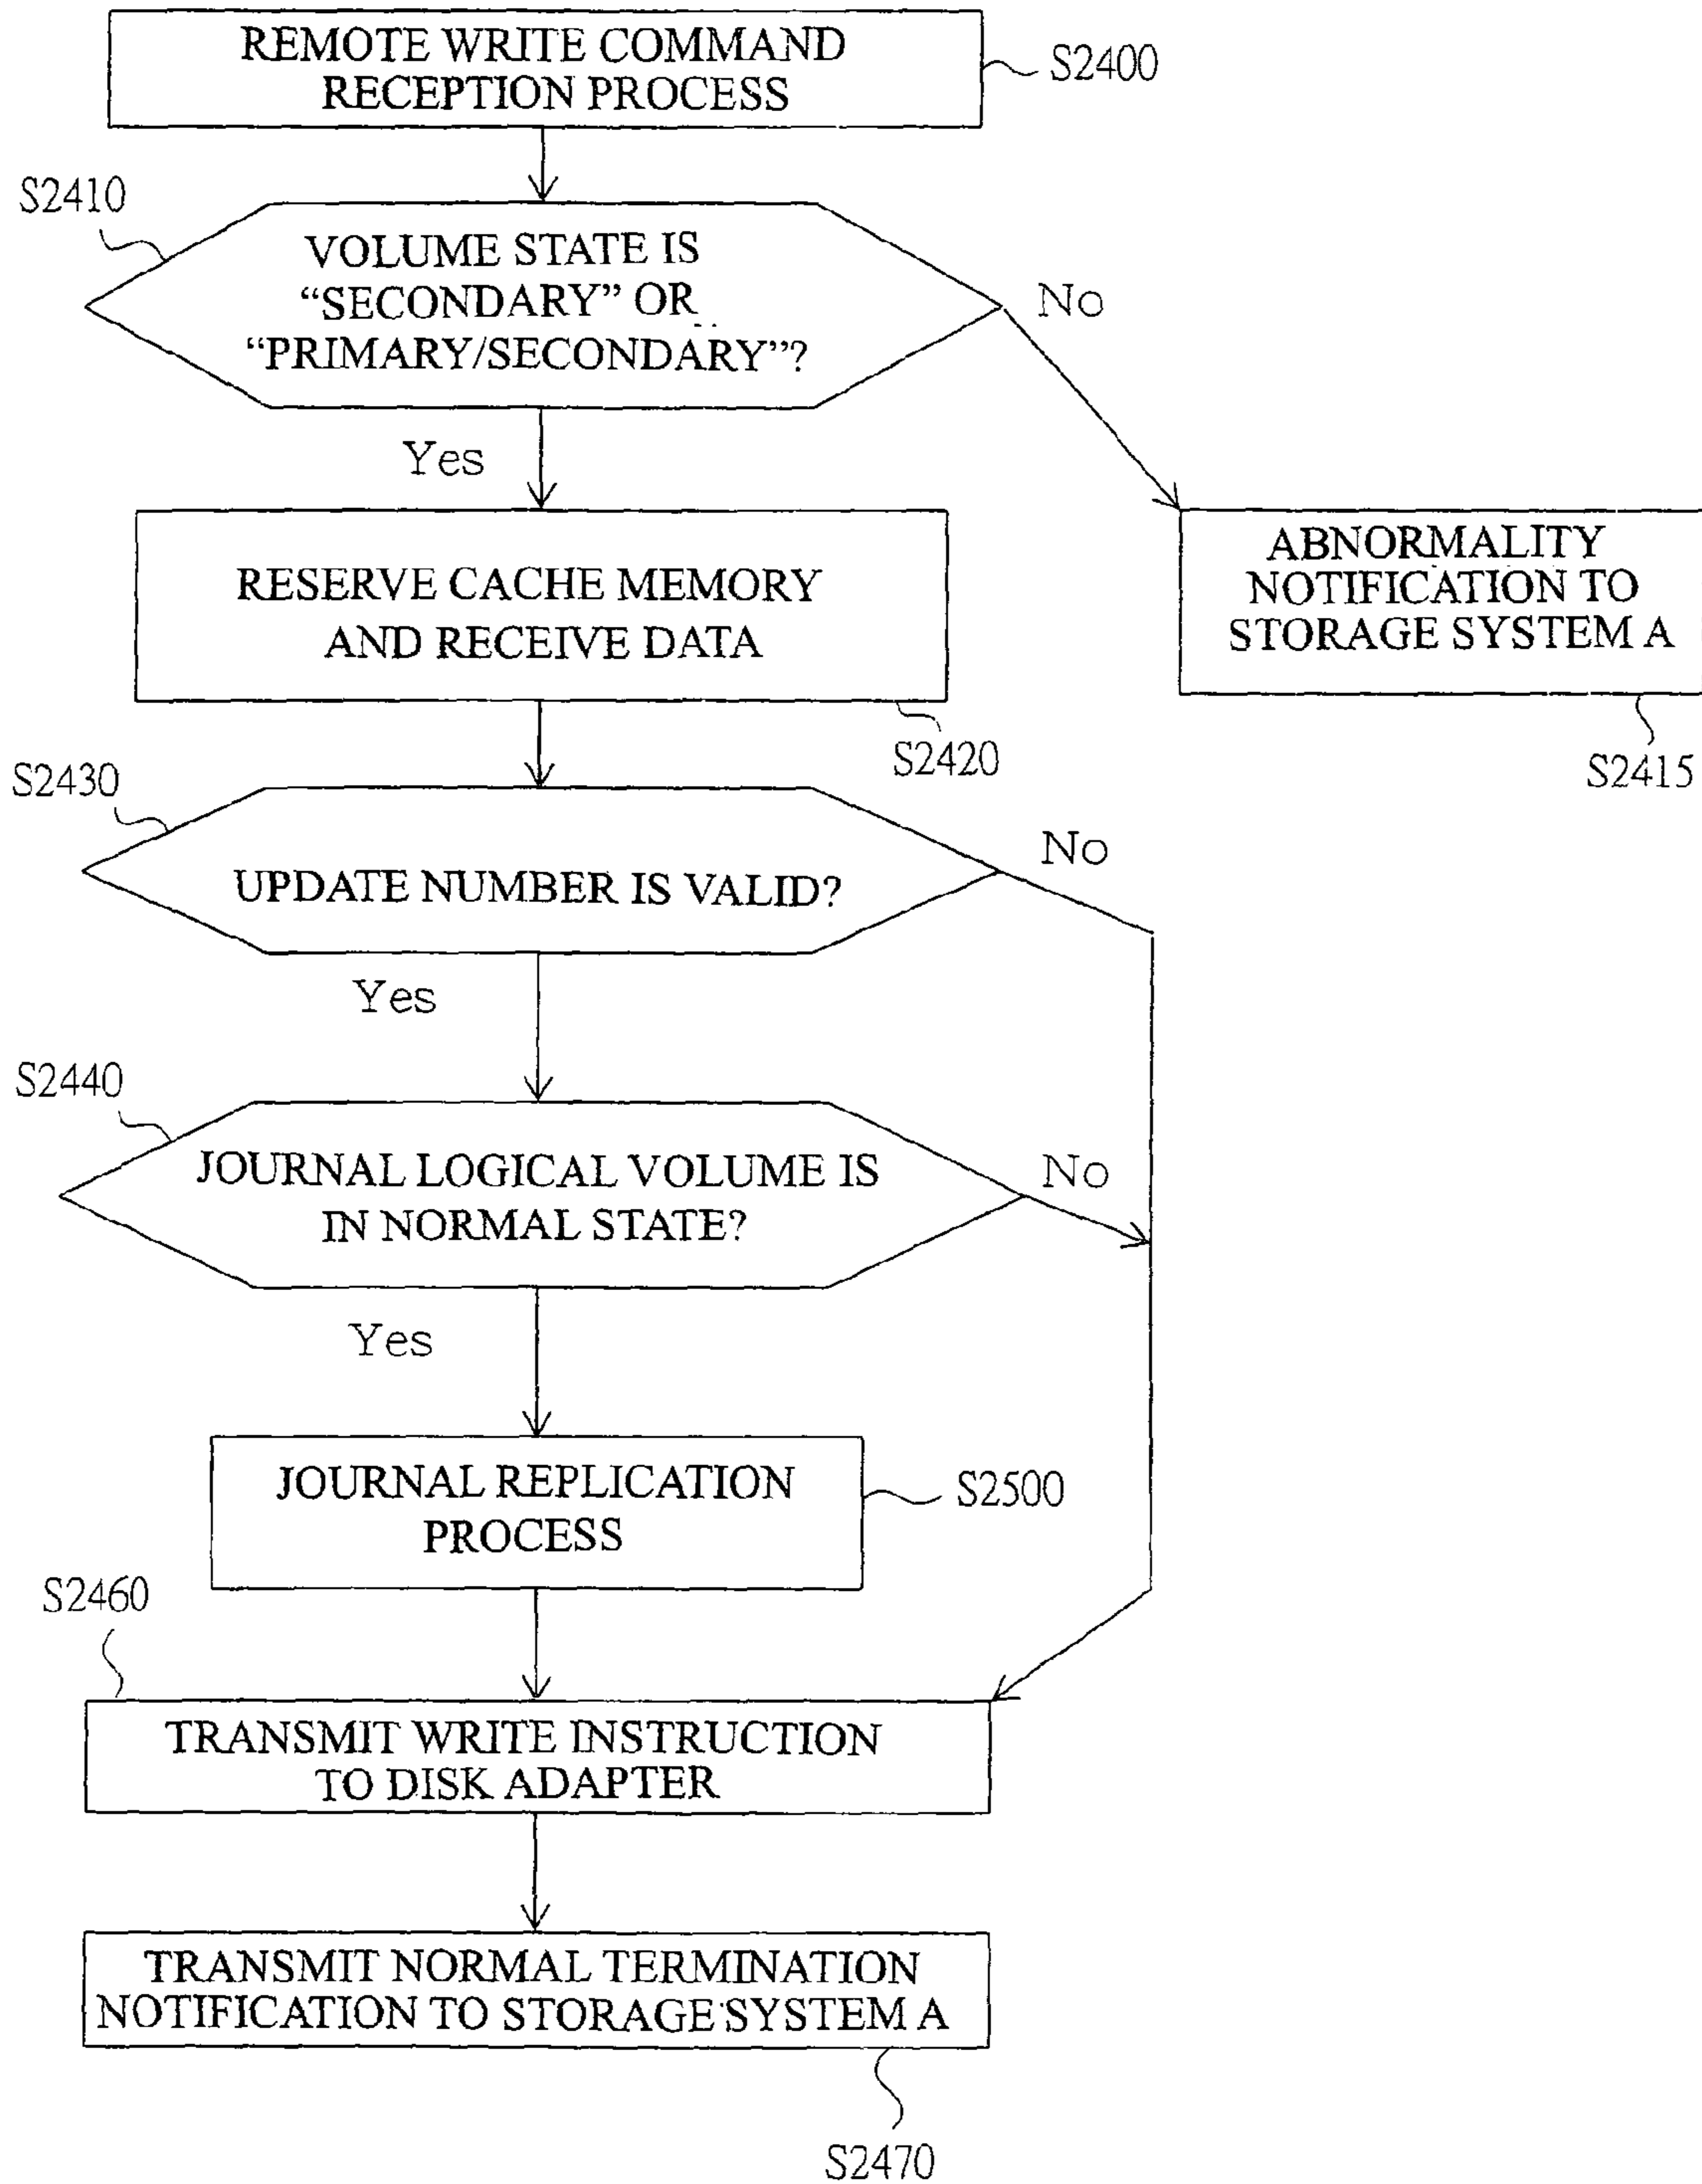 REMOTE WRITE COMMAND
RECEPTION PROCESS
S2400
S2410
VOLUME STATE IS
“SECONDARY” OR
“PRIMARY/SECONDARY”?
No
Yes
RESERVE CACHE MEMORY
AND RECEIVE DATA
S2420
ABNORMALITY
NOTIFICATION TO
STORAGE SYSTEM A
S2415
S2430
UPDATE NUMBER IS VALID?
No
Yes
S2440
JOURNAL LOGICAL VOLUME IS
IN NORMAL STATE?
No
Yes
JOURNAL REPLICATION
PROCESS
S2500
S2460
TRANSMIT WRITE INSTRUCTION
TO DISK ADAPTER
TRANSMIT NORMAL TERMINATION
NOTIFICATION TO STORAGE SYSTEM A
S2470